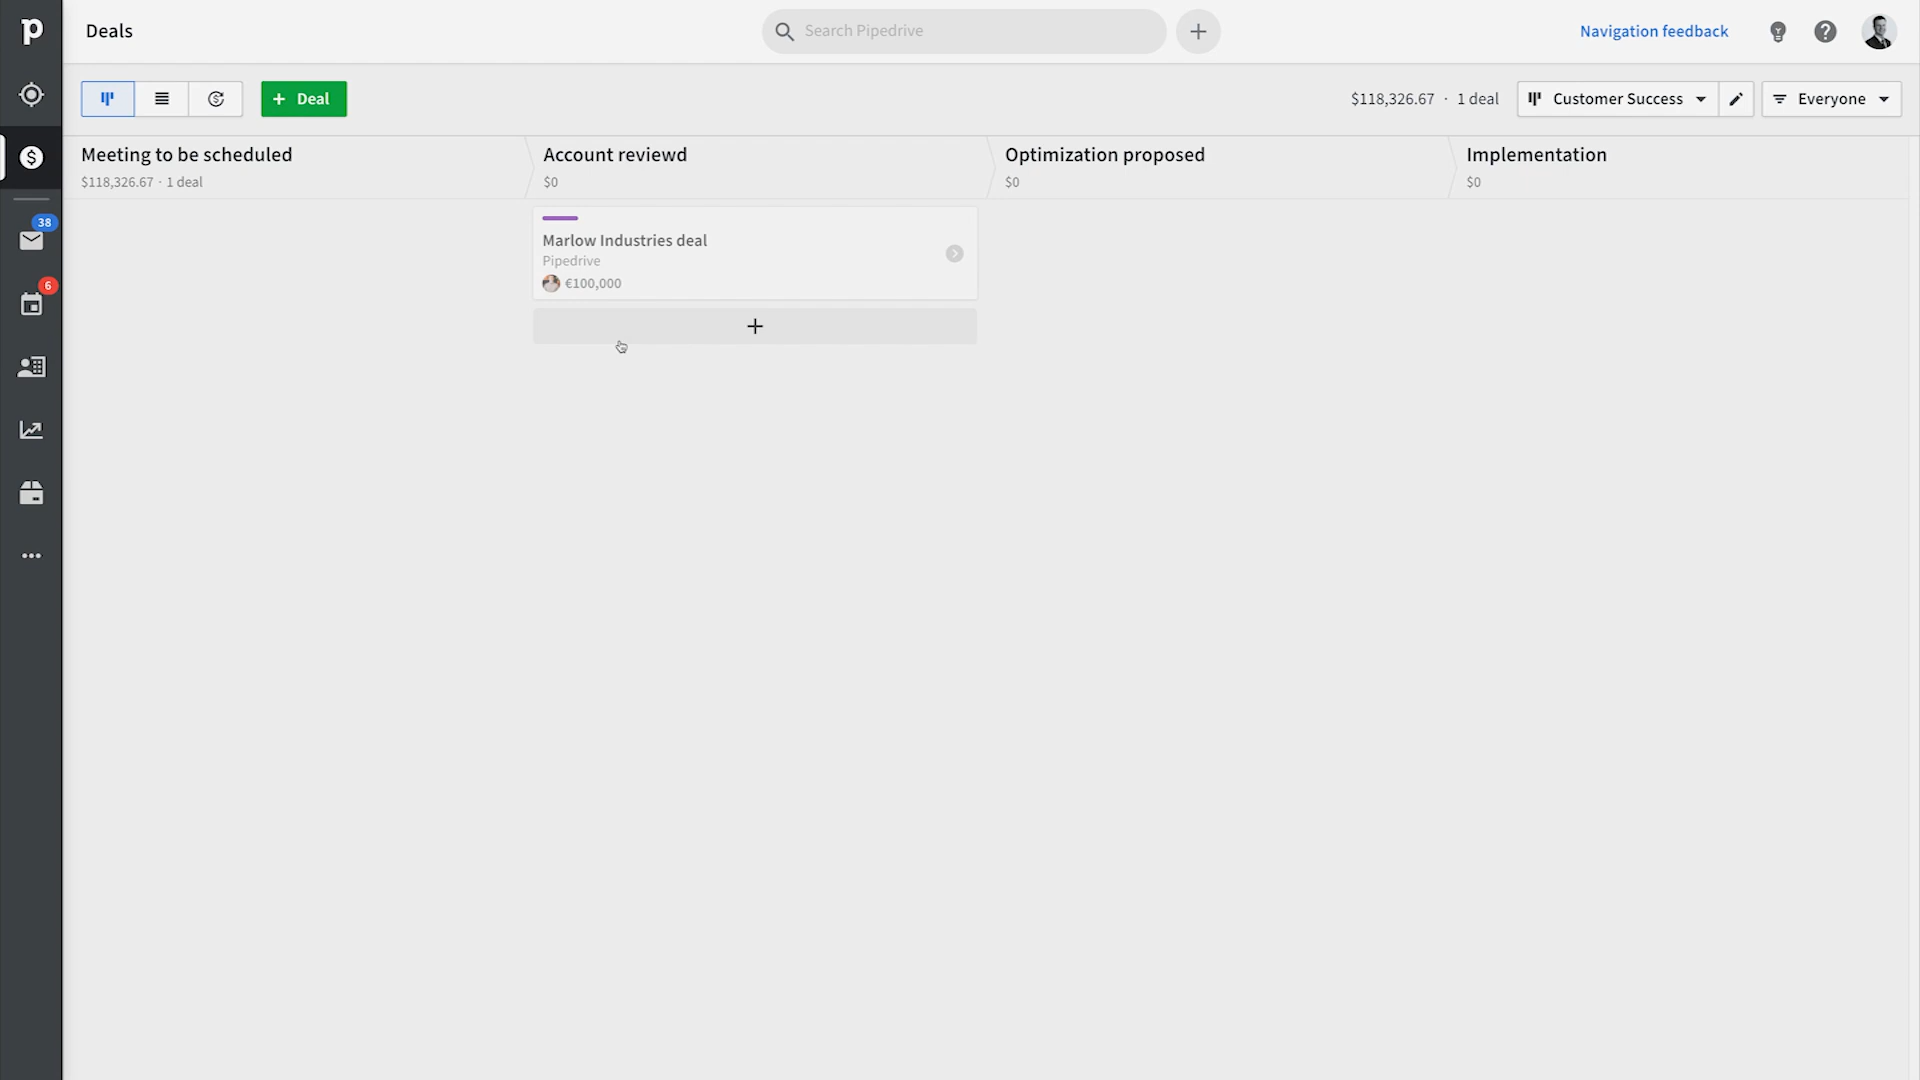 p
Deals
Search Pipedrive
Navigation feedback
+ Deal
$118,326.67 · 1 deal
Customer Success
Everyone
Meeting to be scheduled
$118,326.67 · 1 deal
Account reviewd
$0
Optimization proposed
$0
Implementation
$0
38
6
Marlow Industries deal
Pipedrive
€100,000